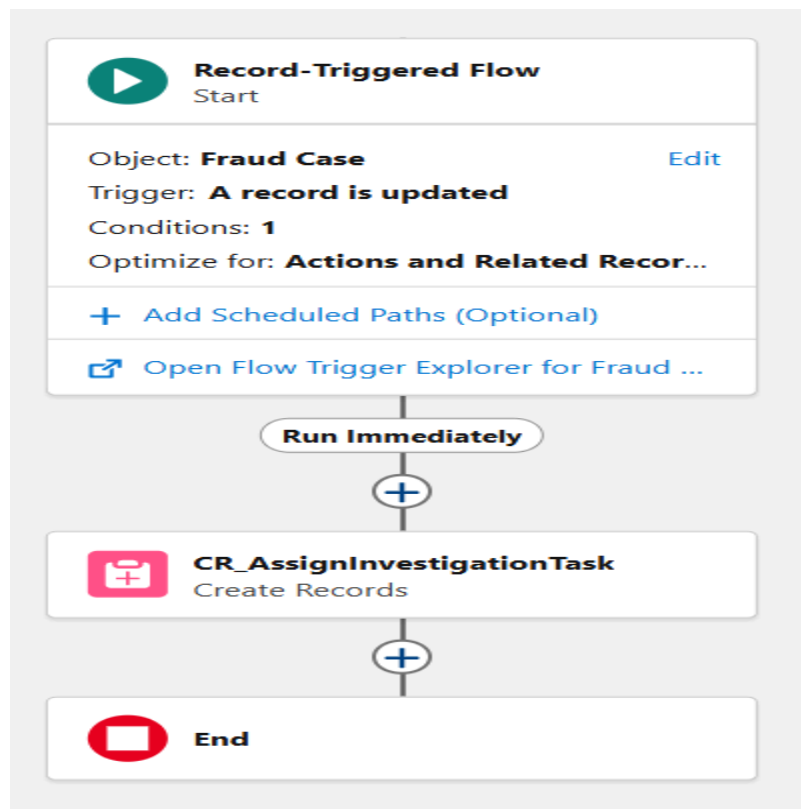 Record-Triggered Flow
Start
Object: Fraud Case
Edit
Trigger: A record is updated
Conditions: 1
Optimize for: Actions and Related Recor...
Add Scheduled Paths (Optional)
Open Flow Trigger Explorer for Fraud ...
Run Immediately
CR_AssignInvestigationTask
Create Records
End